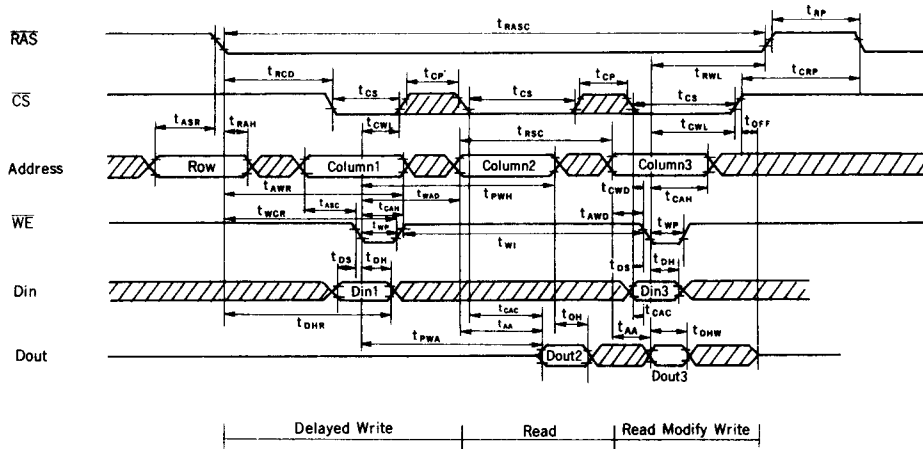 tRASC
tRP
RAS
tRWL
tRCD
tCP
tCP
tCRP
CS
tCS
tCS
tCS
tASR
tRAH
tCWL
tRSC
tCWL
tOFF
Address
Row
Column1
Column2
Column3
tAWR
tPWH
tCWD
tCAH
tWAD
tASC
tCAH
tAWD
tWCR
WE
tWP
tWP
tWI
tDS
tDH
tDS
tDH
Din
Din1
Din3
tDHR
tCAC
tOH
tCAC
tAA
tAA
tDHW
tPWA
Dout
Dout2
Dout3
Delayed Write
Read
Read Modify Write